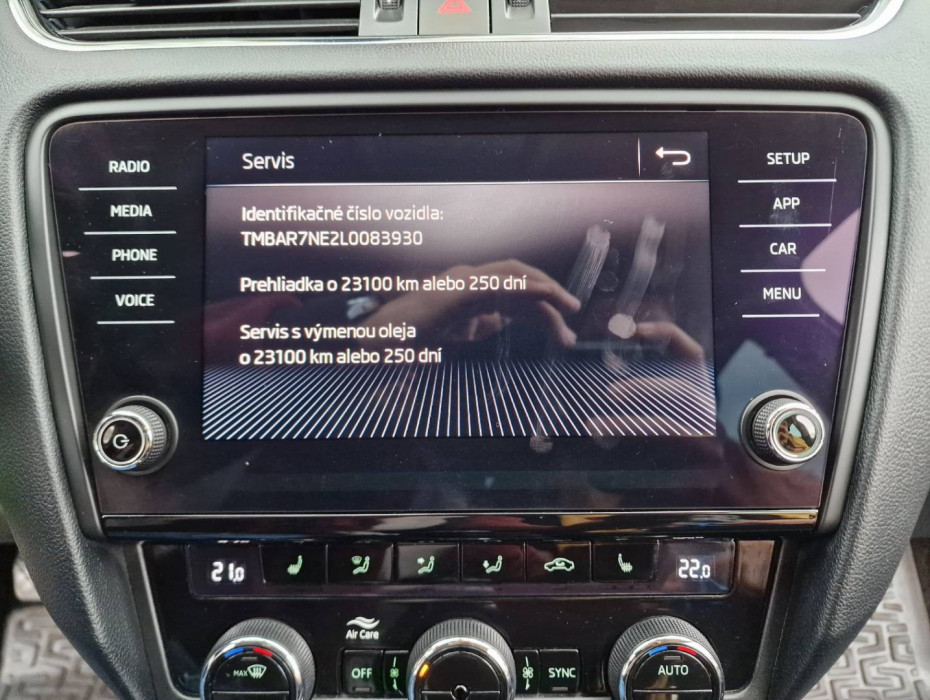 RADIO
MEDIA
PHONE
VOICE
Servis
Identifikačné číslo vozidla:
TMBAR7NE2L0083930
Prehliadka o 23100 km alebo 250 dní
Servis s výmenou oleja
o 23100 km alebo 250 dní
SETUP
APP
CAR
MENU
21.0
22.0
Air Care
MAX
OFF
SYNC
AUTO